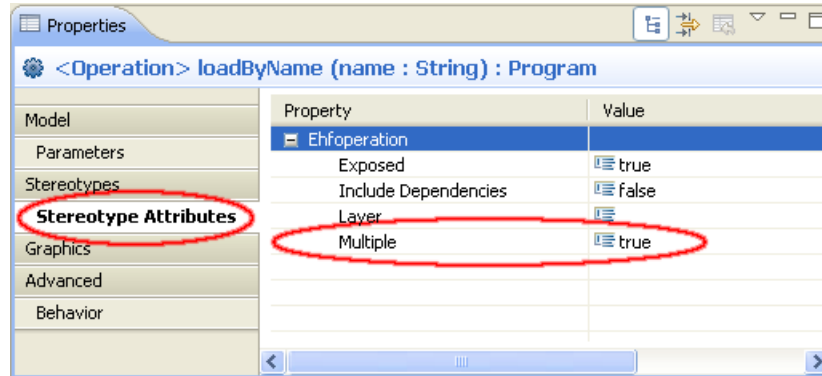 Properties
<Operation> loadByName (name : String) : Program
Model
Parameters
Stereotypes
Stereotype Attributes
Graphics
Advanced
Behavior
Property Value
Ehfoperation
Exposed true
Include Dependencies false
Layer
Multiple true